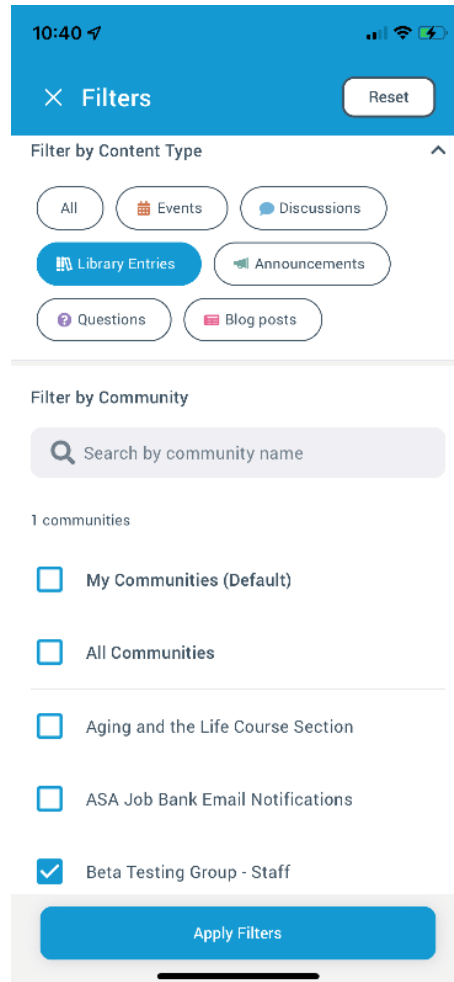 10:40
Filters
Reset
Filter by Content Type
All
Events
Discussions
Library Entries
Announcements
Questions
Blog posts
Filter by Community
Search by community name
1 communities
My Communities (Default)
All Communities
Aging and the Life Course Section
ASA Job Bank Email Notifications
Beta Testing Group - Staff
Apply Filters